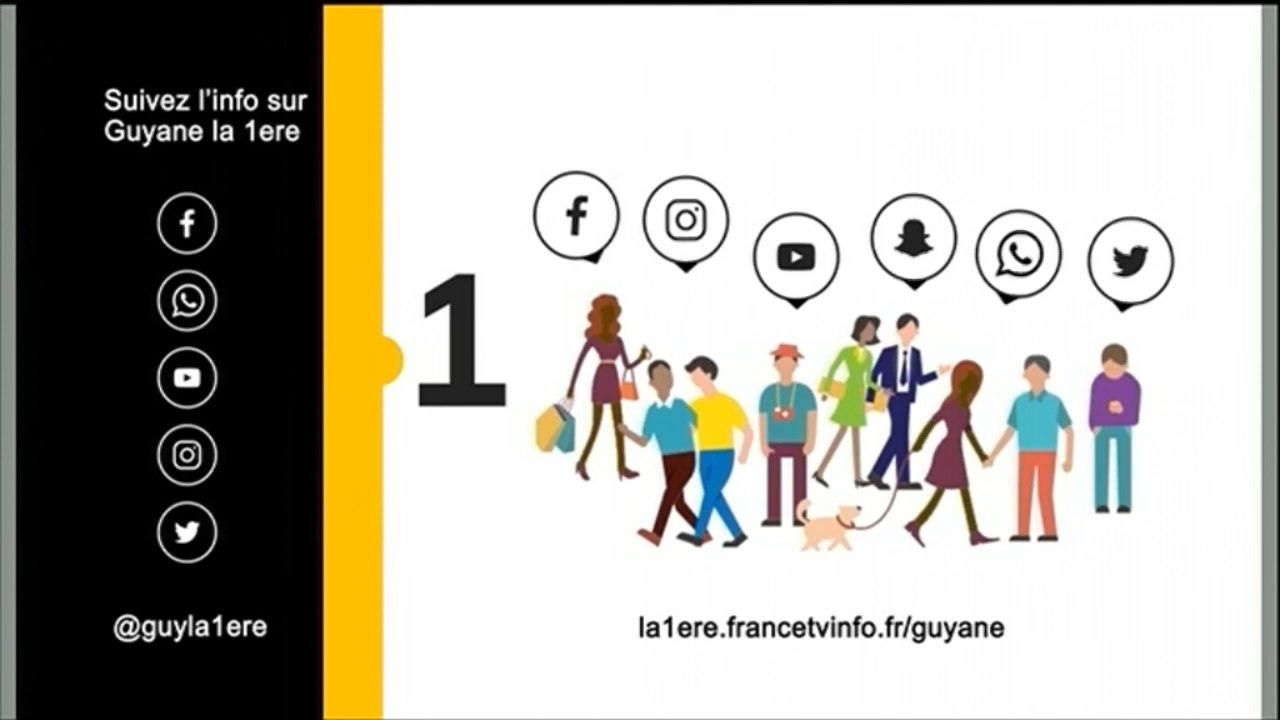 Suivez l'info sur
Guyane la 1ere
@guyla1ere
1
la1ere.francetvinfo.fr/guyane